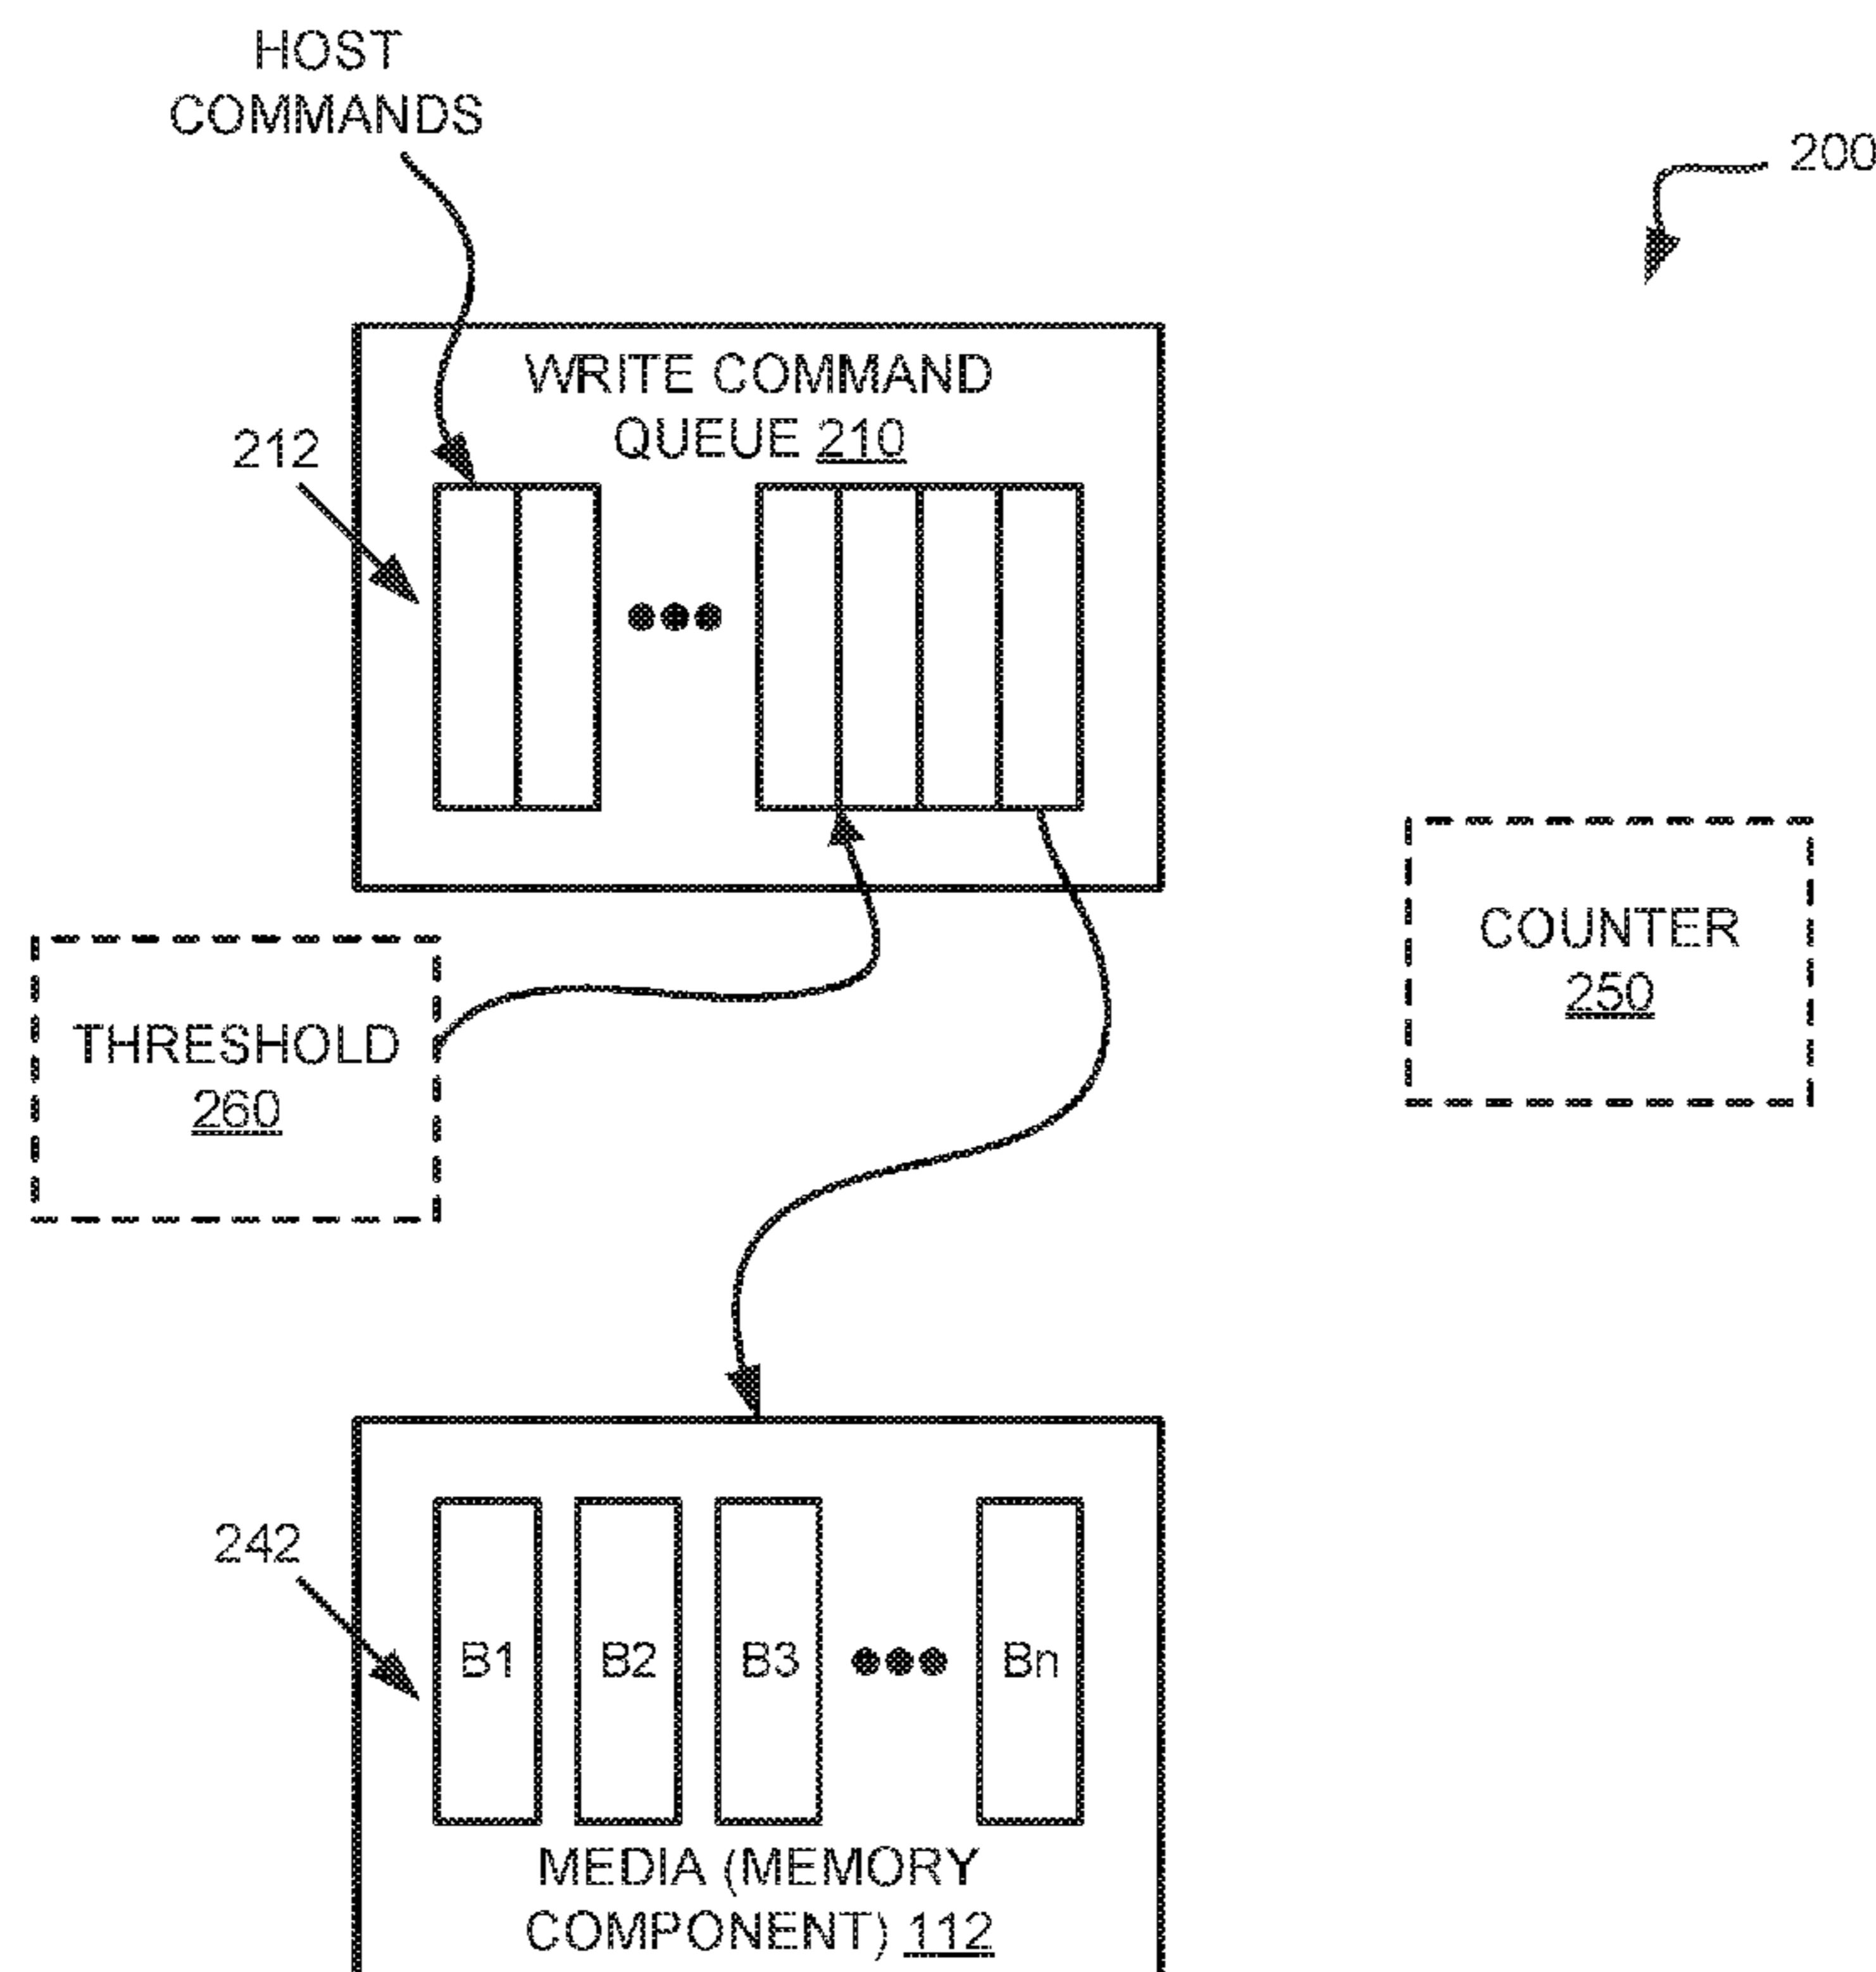 HOST
COMMANDS
200
WRITE COMMAND
QUEUE 210
212
COUNTER
250
THRESHOLD
260
242
B1 B2 B3 Bn
MEDIA (MEMORY
COMPONENT) 112